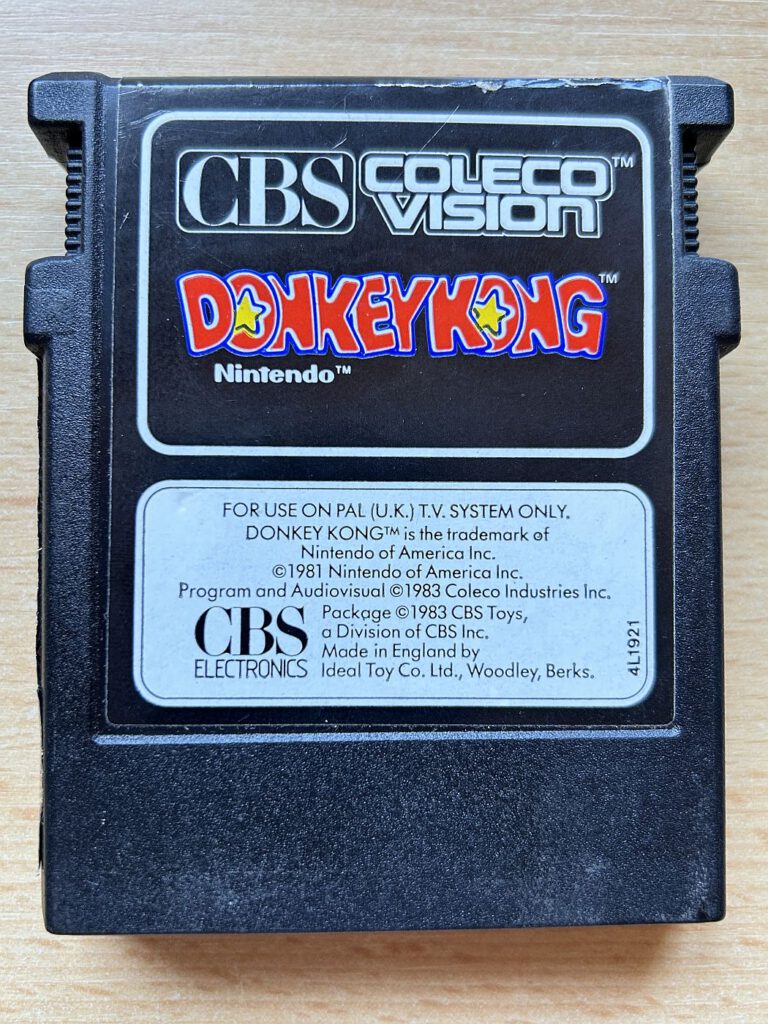 CBS COLECO VISION™
DONKEY KONG™
Nintendo™
FOR USE ON PAL (U.K.) T.V. SYSTEM ONLY.
DONKEY KONG™ is the trademark of
Nintendo of America Inc.
©1981 Nintendo of America Inc.
Program and Audiovisual ©1983 Coleco Industries Inc.
CBS ELECTRONICS
Package ©1983 CBS Toys,
a Division of CBS Inc.
Made in England by
Ideal Toy Co. Ltd., Woodley, Berks.
4L1921